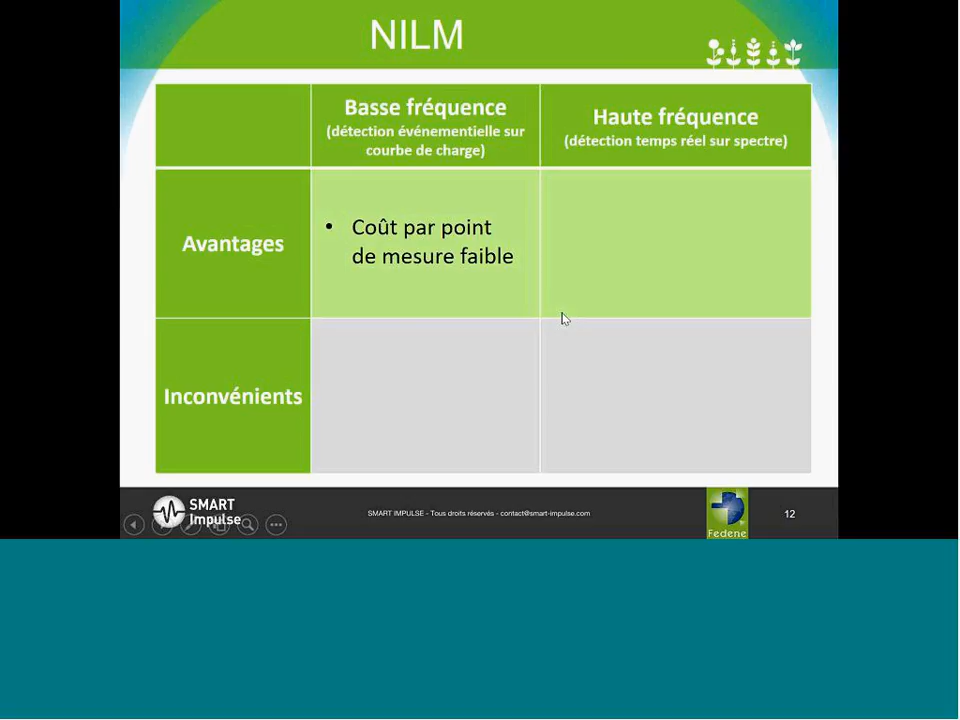 NILM
Basse fréquence
(détection événementielle sur
courbe de charge)
Haute fréquence
(détection temps réel sur spectre)
Avantages
• Coût par point
de mesure faible
Inconvénients
SMART
Impulse
SMART IMPULSE - Tous droits réservés - contact@smart-impulse.com
Fedene
12